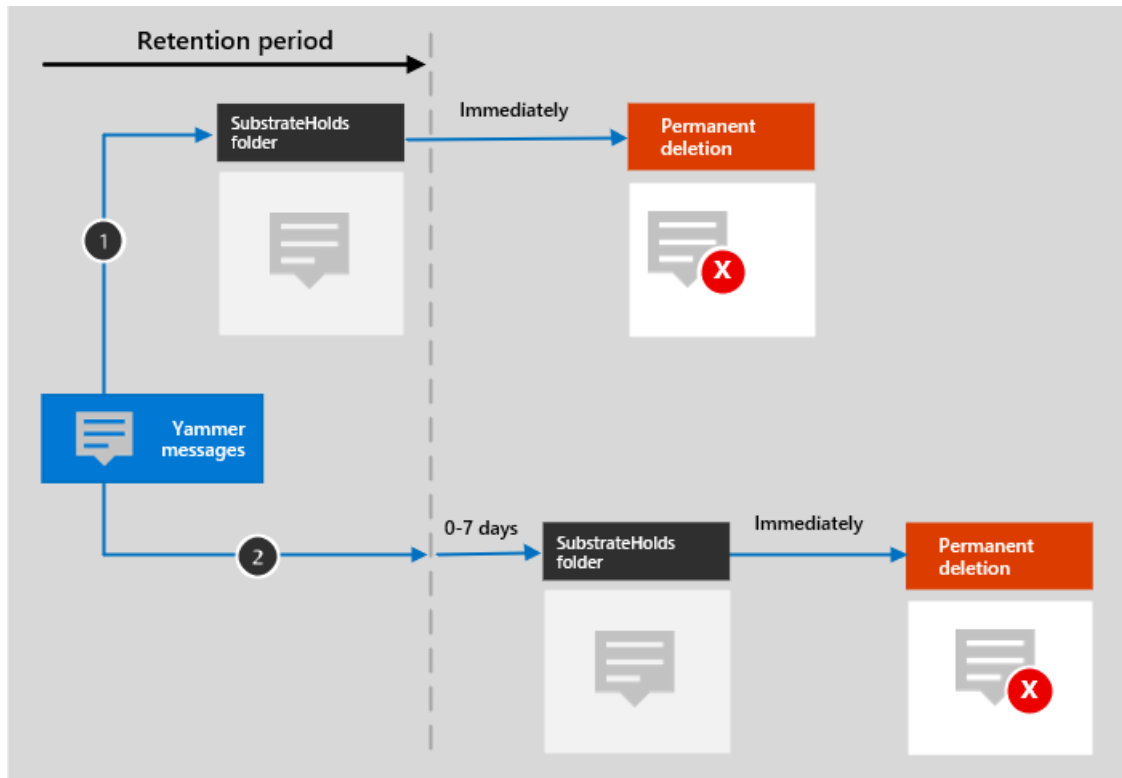 Retention period
SubstrateHolds
folder
Immediately
Permanent
deletion
X
1
Yammer
messages
2
0-7 days
SubstrateHolds
folder
Immediately
Permanent
deletion
X